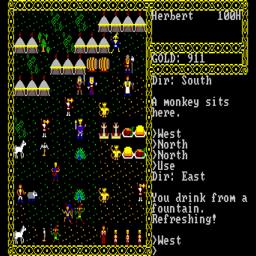 Herbert 100H
GOLD: 911
Dir: South
A monkey sits
here.
>West
>North
>North
>Use
Dir: East
You drink from a
fountain.
Refreshing!
>West
>